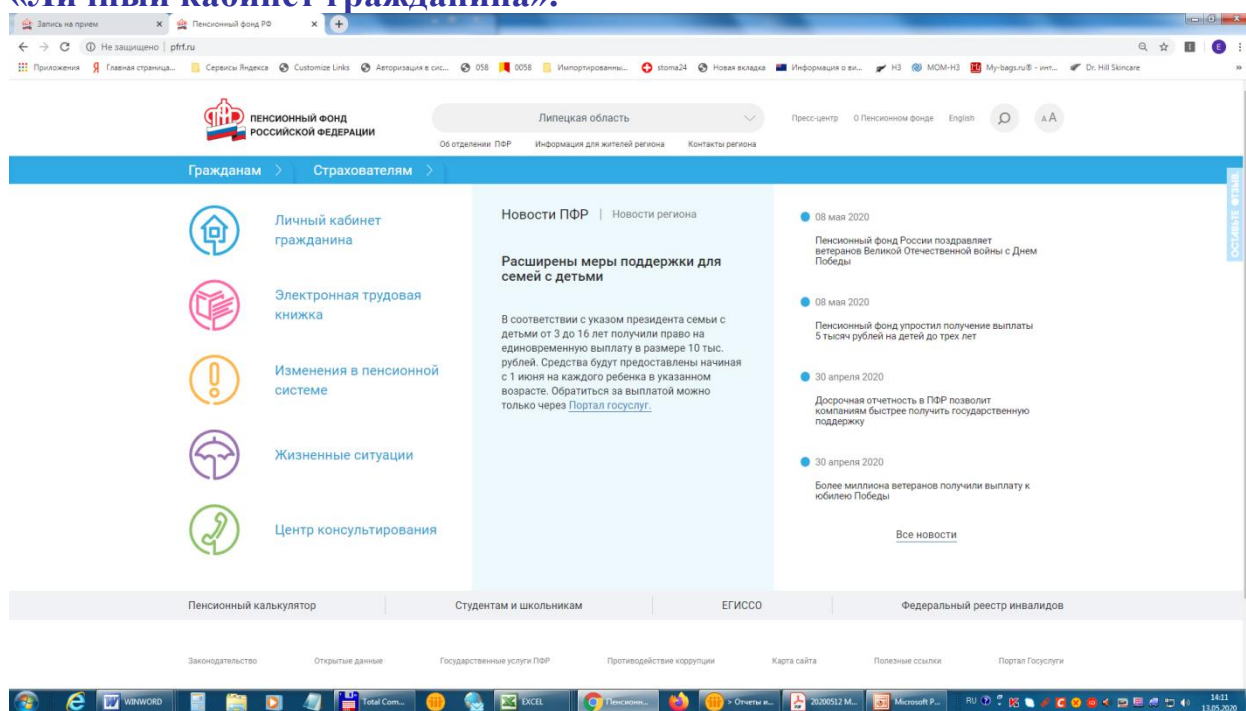 «Личный кабинет гражданина».
Запись на прием
Пенсионный фонд РФ
Не защищено | pfrf.ru
Приложения
Главная страница...
Сервисы Яндекса
Customize Links
Авторизация в сис...
058
0058
Импортированны...
stoma24
Новая вкладка
Информация о ви...
НЗ
МОМ-НЗ
My-bags.ru® - инт...
Dr. Hill Skincare
ПЕНСИОННЫЙ ФОНД
РОССИЙСКОЙ ФЕДЕРАЦИИ
Липецкая область
Пресс-центр
О Пенсионном фонде
English
А А
Об отделении ПФР
Информация для жителей региона
Контакты региона
Гражданам
Страхователям
ОСТАВЬТЕ ОТЗЫВ
Личный кабинет
гражданина
Электронная трудовая
книжка
Изменения в пенсионной
системе
Жизненные ситуации
Центр консультирования
Новости ПФР | Новости региона
Расширены меры поддержки для
семей с детьми
В соответствии с указом президента семьи с
детьми от 3 до 16 лет получили право на
единовременную выплату в размере 10 тыс.
рублей. Средства будут предоставлены начиная
с 1 июня на каждого ребенка в указанном
возрасте. Обратиться за выплатой можно
только через Портал госуслуг.
08 мая 2020
Пенсионный фонд России поздравляет
ветеранов Великой Отечественной войны с Днем
Победы
08 мая 2020
Пенсионный фонд упростил получение выплаты
5 тысяч рублей на детей до трех лет
30 апреля 2020
Досрочная отчетность в ПФР позволит
компаниям быстрее получить государственную
поддержку
30 апреля 2020
Более миллиона ветеранов получили выплату к
юбилею Победы
Все новости
Пенсионный калькулятор
Студентам и школьникам
ЕГИССО
Федеральный реестр инвалидов
Законодательство
Открытые данные
Государственные услуги ПФР
Противодействие коррупции
Карта сайта
Полезные ссылки
Портал Госуслуги
WINWORD
Total Com...
EXCEL
Пенсионн...
> Отчеты и...
20200512 М...
Microsoft P...
RU
14:11
13.05.2020